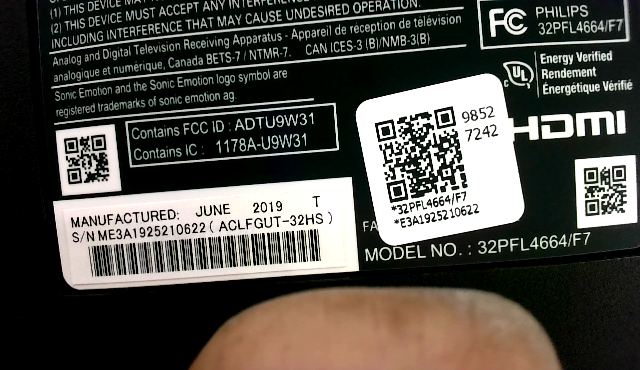 (1) THIS DEVICE MAY
(2) THIS DEVICE MUST ACCEPT ANY
INCLUDING INTERFERENCE THAT MAY CAUSE UNDESIRED OPERATION.
Analog and Digital Television Receiving Apparatus - Appareil de réception de télévision
analogique et numérique, Canada BETS-7 / NTMR-7. CAN ICES-3 (B)/NMB-3(B)
Sonic Emotion and the Sonic Emotion logo symbol are
registered trademarks of sonic emotion ag.
Contains FCC ID : ADTU9W31
Contains IC : 1178A-U9W31
FC
PHILIPS
32PFL4664/F7
UL
Energy Verified
Rendement
Énergétique Vérifié
HDMI
9852
7242
*32PFL4664/F7
*E3A1925210622
MANUFACTURED: JUNE 2019 T
S/N ME3A1925210622 ( ACLFGUT-32HS )
MODEL NO. : 32PFL4664/F7